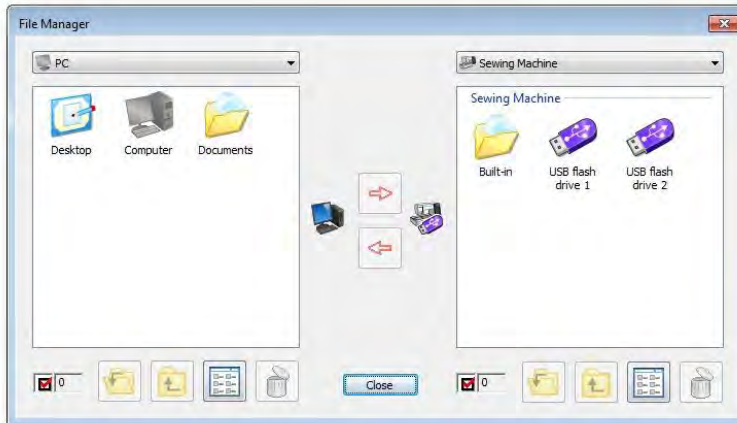 File Manager
PC
Sewing Machine
Desktop
Computer
Documents
Sewing Machine
Built-in
USB flash
drive 1
USB flash
drive 2
0
Close
0